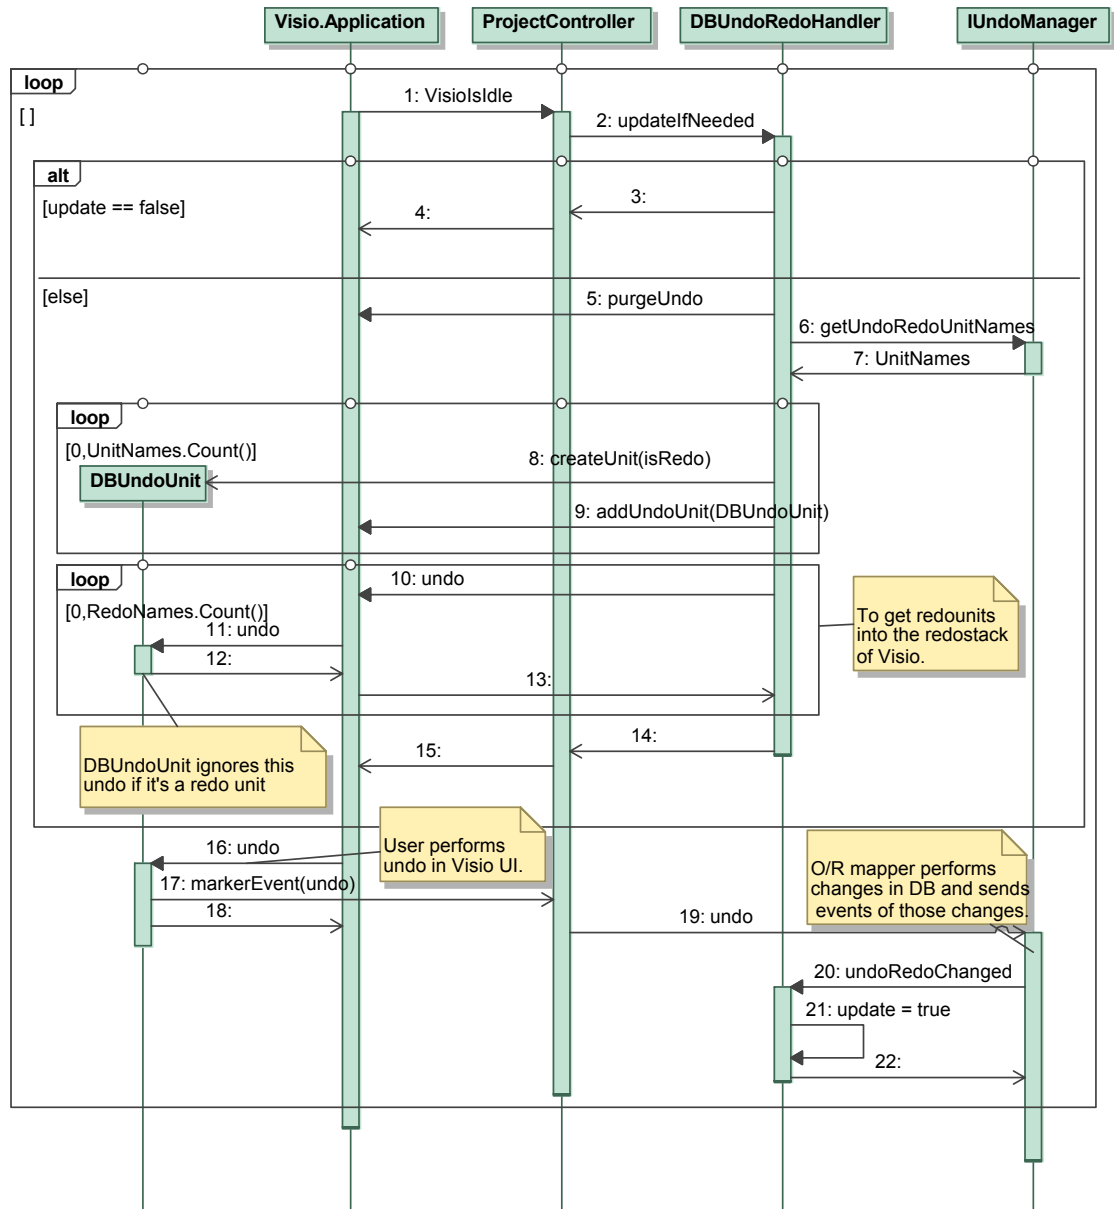 Visio.Application
ProjectController
DBUndoRedoHandler
IUndoManager
loop
[ ]
1: VisioIsIdle
2: updateIfNeeded
alt
[update == false]
3:
4:
[else]
5: purgeUndo
6: getUndoRedoUnitNames
7: UnitNames
loop
[0,UnitNames.Count()]
8: createUnit(isRedo)
DBUndoUnit
9: addUndoUnit(DBUndoUnit)
loop
10: undo
[0,RedoNames.Count()]
11: undo
12:
To get redounits
into the redostack
of Visio.
13:
14:
15:
DBUndoUnit ignores this
undo if it's a redo unit
16: undo
User performs
undo in Visio UI.
17: markerEvent(undo)
18:
O/R mapper performs
changes in DB and sends
events of those changes.
19: undo
20: undoRedoChanged
21: update = true
22: